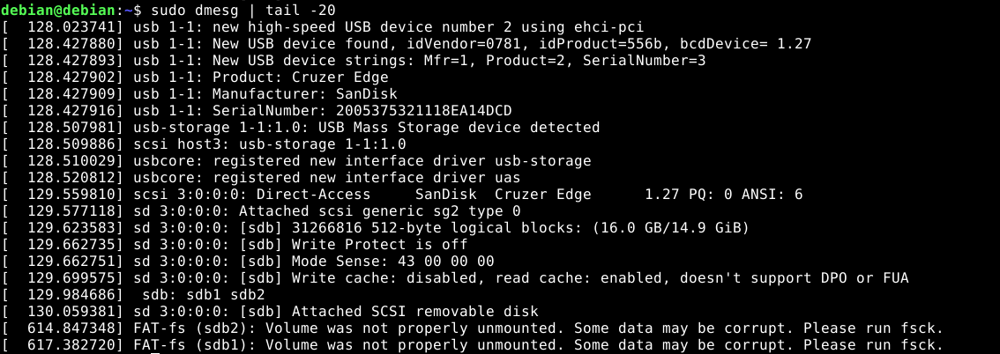 debian@debian:~$ sudo dmesg | tail -20
[  128.023741] usb 1-1: new high-speed USB device number 2 using ehci-pci
[  128.427880] usb 1-1: New USB device found, idVendor=0781, idProduct=556b, bcdDevice= 1.27
[  128.427893] usb 1-1: New USB device strings: Mfr=1, Product=2, SerialNumber=3
[  128.427902] usb 1-1: Product: Cruzer Edge
[  128.427909] usb 1-1: Manufacturer: SanDisk
[  128.427916] usb 1-1: SerialNumber: 2005375321118EA14DCD
[  128.507981] usb-storage 1-1:1.0: USB Mass Storage device detected
[  128.509886] scsi host3: usb-storage 1-1:1.0
[  128.510029] usbcore: registered new interface driver usb-storage
[  128.520812] usbcore: registered new interface driver uas
[  129.559810] scsi 3:0:0:0: Direct-Access     SanDisk  Cruzer Edge      1.27 PQ: 0 ANSI: 6
[  129.577118] sd 3:0:0:0: Attached scsi generic sg2 type 0
[  129.623583] sd 3:0:0:0: [sdb] 31266816 512-byte logical blocks: (16.0 GB/14.9 GiB)
[  129.662735] sd 3:0:0:0: [sdb] Write Protect is off
[  129.662751] sd 3:0:0:0: [sdb] Mode Sense: 43 00 00 00
[  129.699575] sd 3:0:0:0: [sdb] Write cache: disabled, read cache: enabled, doesn't support DPO or FUA
[  129.984686]  sdb: sdb1 sdb2
[  130.059381] sd 3:0:0:0: [sdb] Attached SCSI removable disk
[  614.847348] FAT-fs (sdb2): Volume was not properly unmounted. Some data may be corrupt. Please run fsck.
[  617.382720] FAT-fs (sdb1): Volume was not properly unmounted. Some data may be corrupt. Please run fsck.